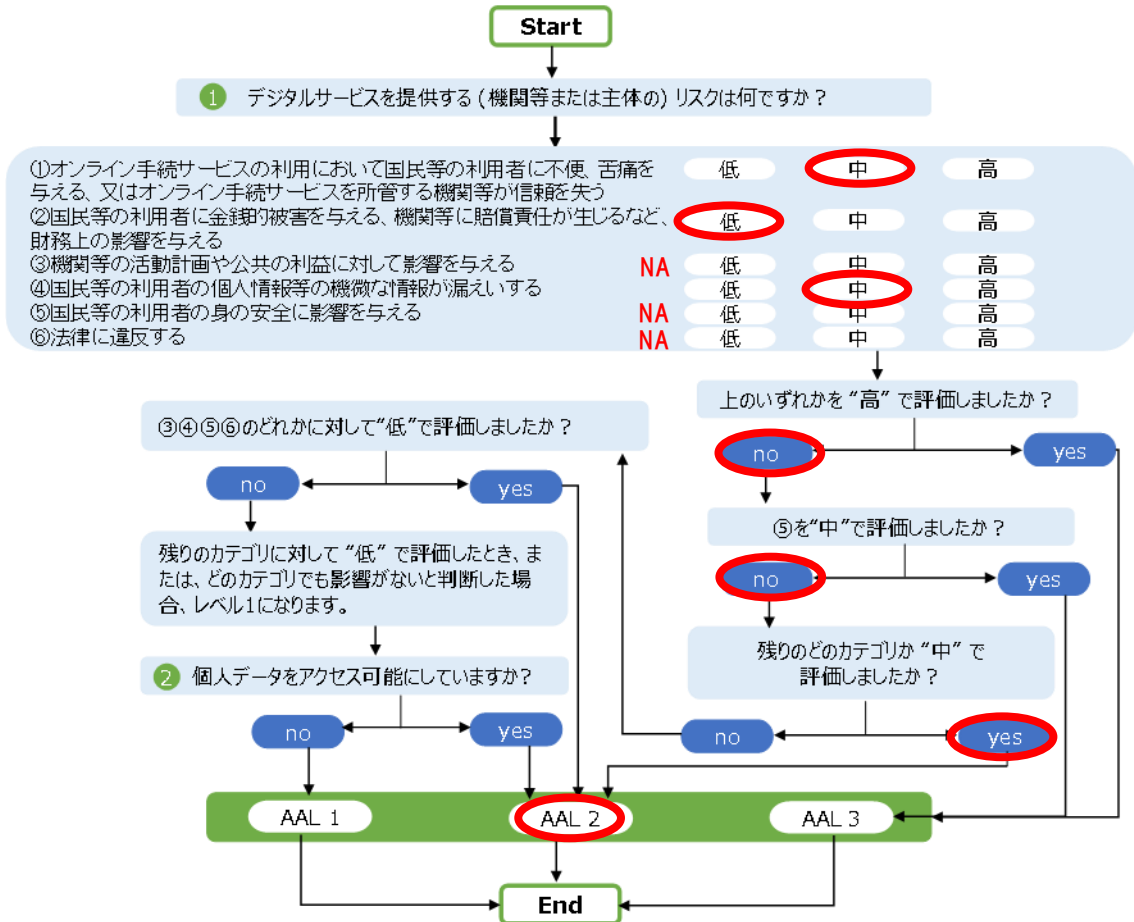 Start
1 デジタルサービスを提供する (機関等または主体の) リスクは何ですか？
①オンライン手続サービスの利用において国民等の利用者に不便、苦痛を
与える、又はオンライン手続サービスを所管する機関等が信頼を失う
低 中 高
②国民等の利用者に金銭的被害を与える、機関等に賠償責任が生じるなど、
財務上の影響を与える
低 中 高
③機関等の活動計画や公共の利益に対して影響を与える NA 低 中 高
④国民等の利用者の個人情報等の機微な情報が漏えいする 低 中 高
⑤国民等の利用者の身の安全に影響を与える NA 低 中 高
⑥法律に違反する NA 低 中 高
上のいずれかを “高” で評価しましたか？
no yes
⑤を“中”で評価しましたか？
no yes
残りのどのカテゴリか “中” で
評価しましたか？
no yes
③④⑤⑥のどれかに対して“低”で評価しましたか？
no yes
残りのカテゴリに対して “低” で評価したとき、ま
たは、どのカテゴリでも影響がないと判断した場
合、レベル1になります。
2 個人データをアクセス可能にしていますか？
no yes
AAL 1 AAL 2 AAL 3
End